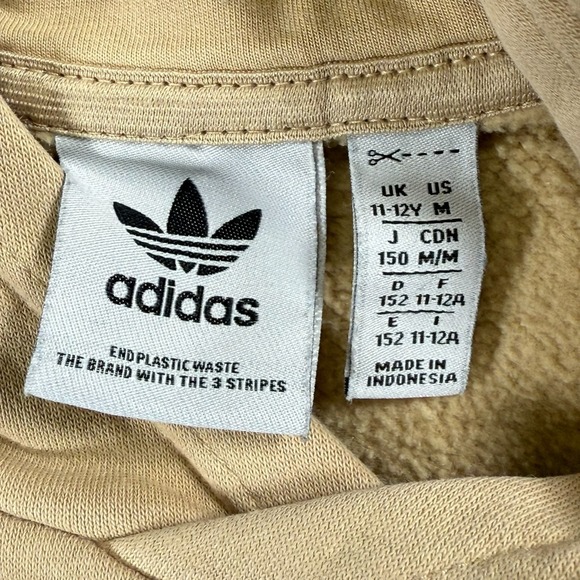 adidas
END PLASTIC WASTE
THE BRAND WITH THE 3 STRIPES
UK US
11-12Y M
J CDN
150 M/M
D F
152 11-12A
E I
152 11-12A
MADE IN
INDONESIA